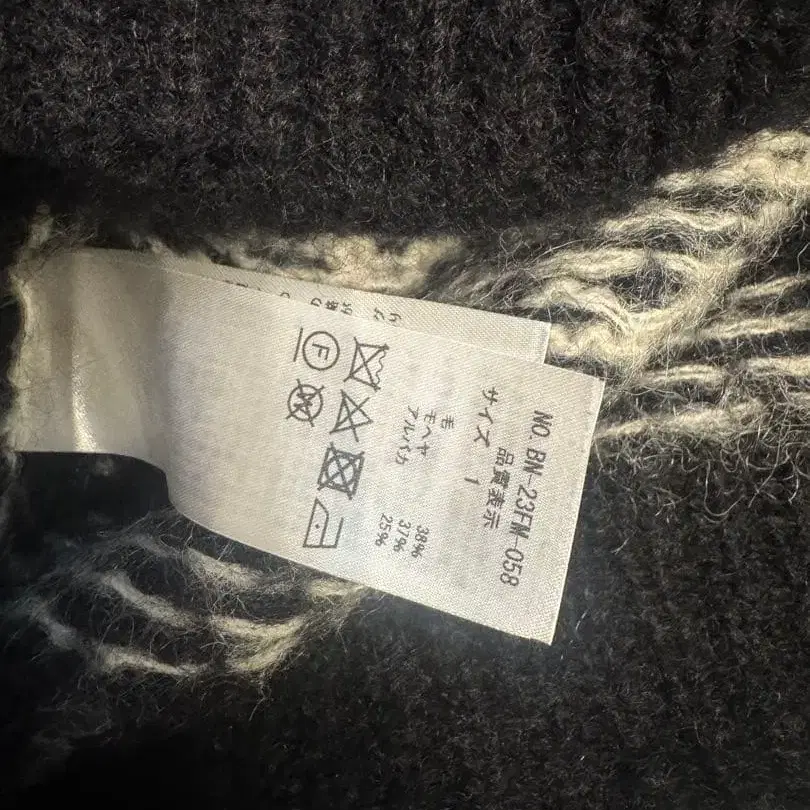 NO. BN-23FM-058
品質表示
サイズ 1
毛 38%
モヘヤ 37%
アルパカ 25%
F
W